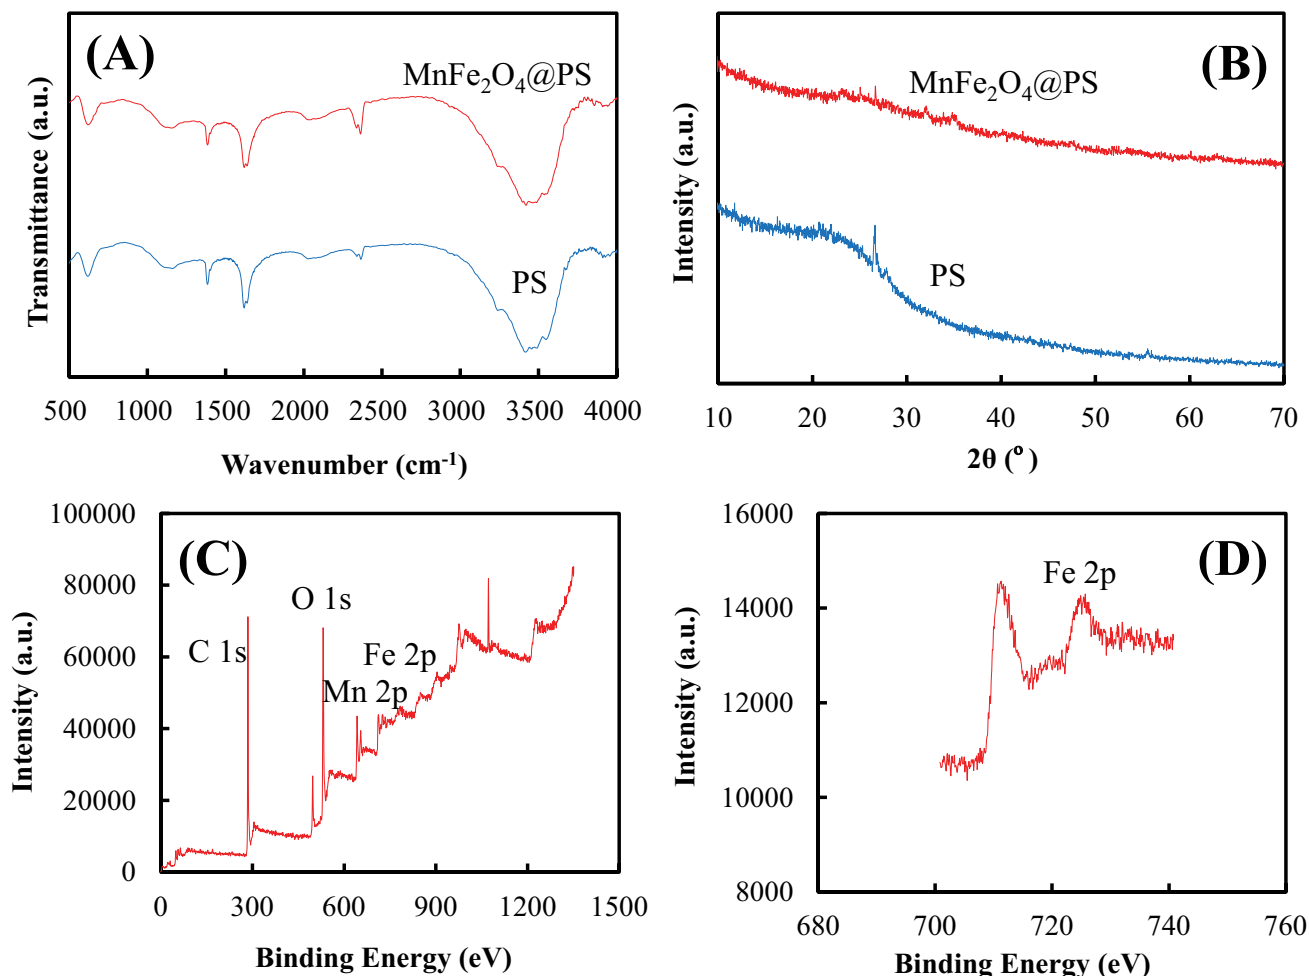 (A)
MnFe₂O₄@PS
PS
Transmittance (a.u.)
500 1000 1500 2000 2500 3000 3500 4000
Wavenumber (cm⁻¹)
(B)
MnFe₂O₄@PS
PS
Intensity (a.u.)
10 20 30 40 50 60 70
2θ (°)
(C)
100000
80000
60000
40000
20000
0
O 1s
C 1s
Fe 2p
Mn 2p
Intensity (a.u.)
0 300 600 900 1200 1500
Binding Energy (eV)
(D)
16000
14000
12000
10000
8000
Fe 2p
Intensity (a.u.)
680 700 720 740 760
Binding Energy (eV)